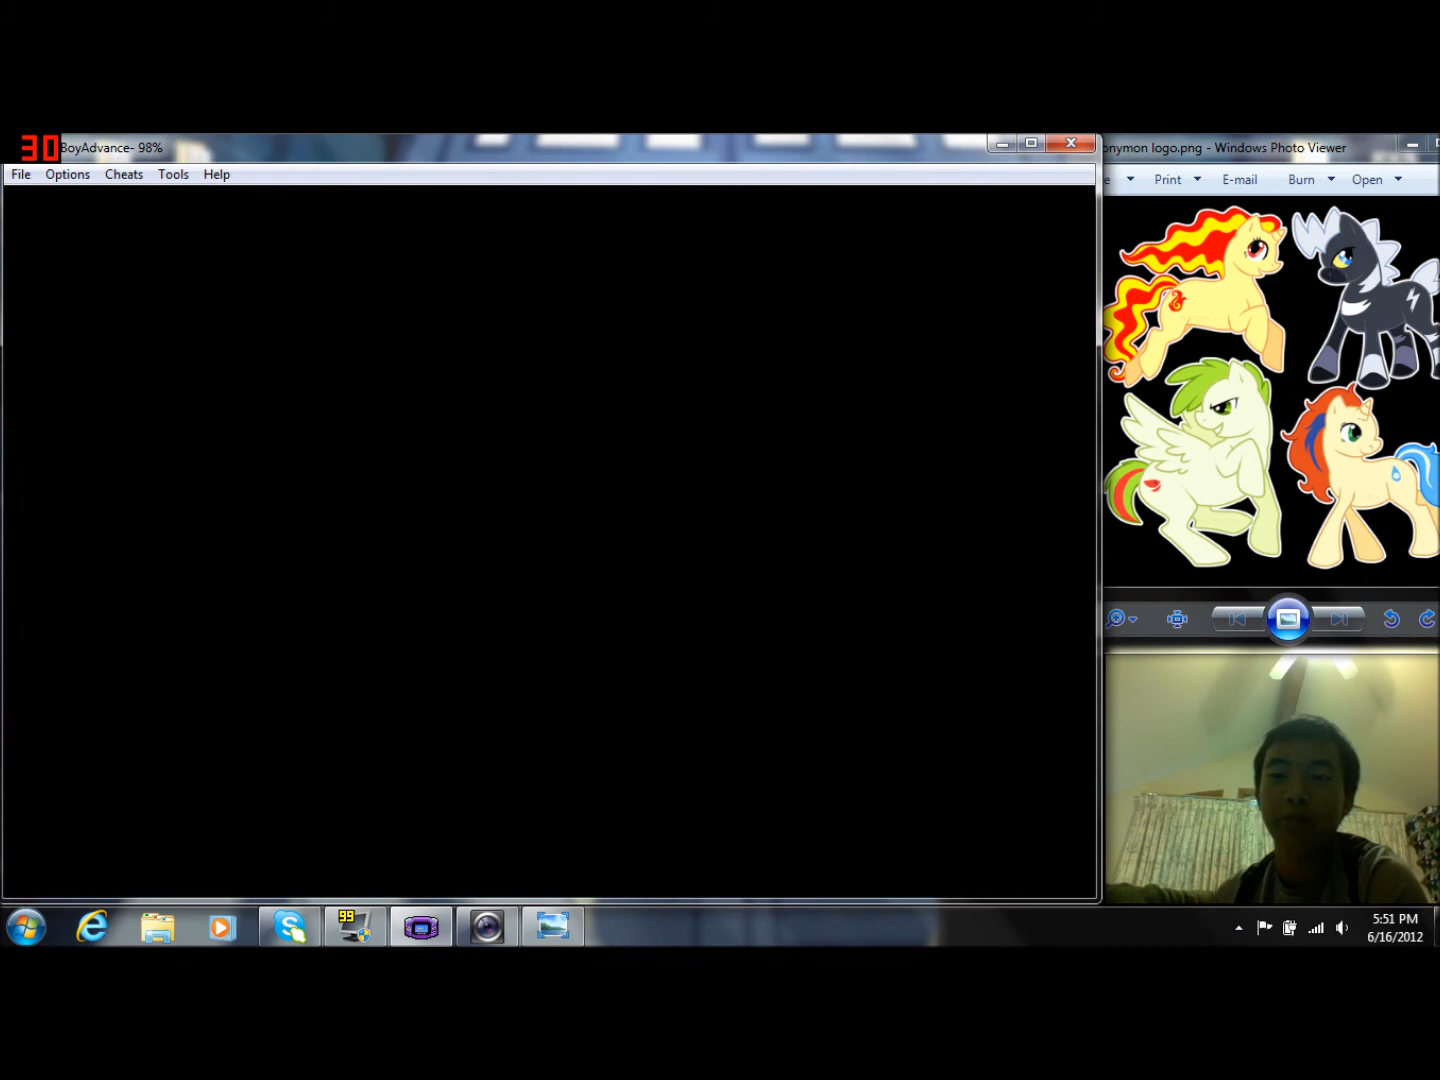 30
BoyAdvance- 98%
File Options Cheats Tools Help
onymon logo.png - Windows Photo Viewer
e Print E-mail Burn Open
99
5:51 PM
6/16/2012